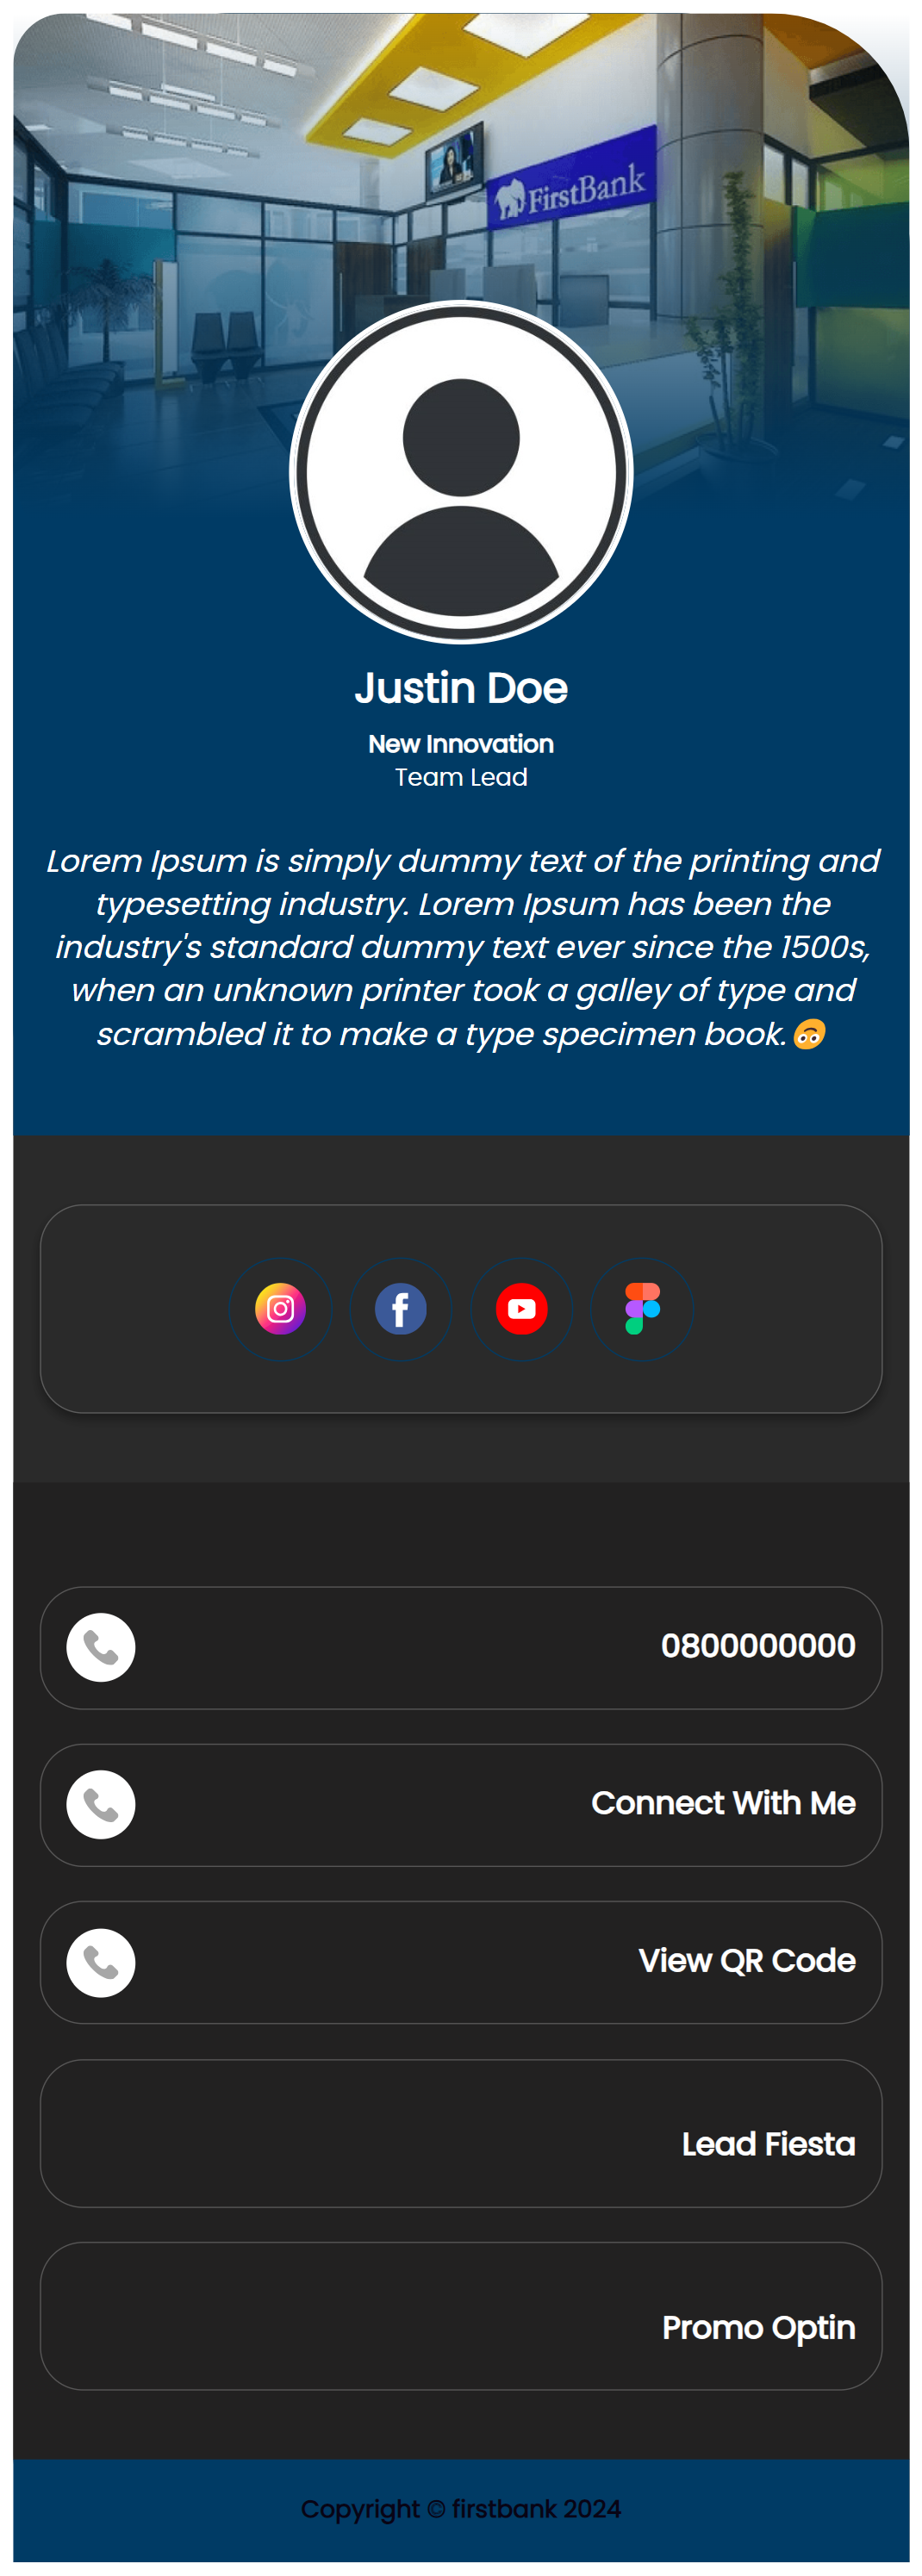 FirstBank
Justin Doe
New Innovation
Team Lead
Lorem Ipsum is simply dummy text of the printing and
typesetting industry. Lorem Ipsum has been the
industry's standard dummy text ever since the 1500s,
when an unknown printer took a galley of type and
scrambled it to make a type specimen book. 🙃
0800000000
Connect With Me
View QR Code
Lead Fiesta
Promo Optin
Copyright © firstbank 2024